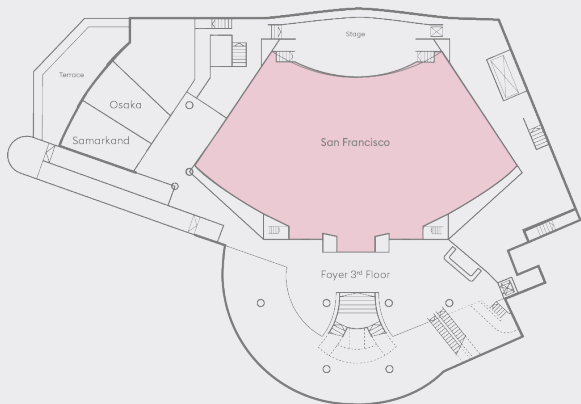 Stage
Terrace
Osaka
Samarkand
San Francisco
Foyer 3rd Floor